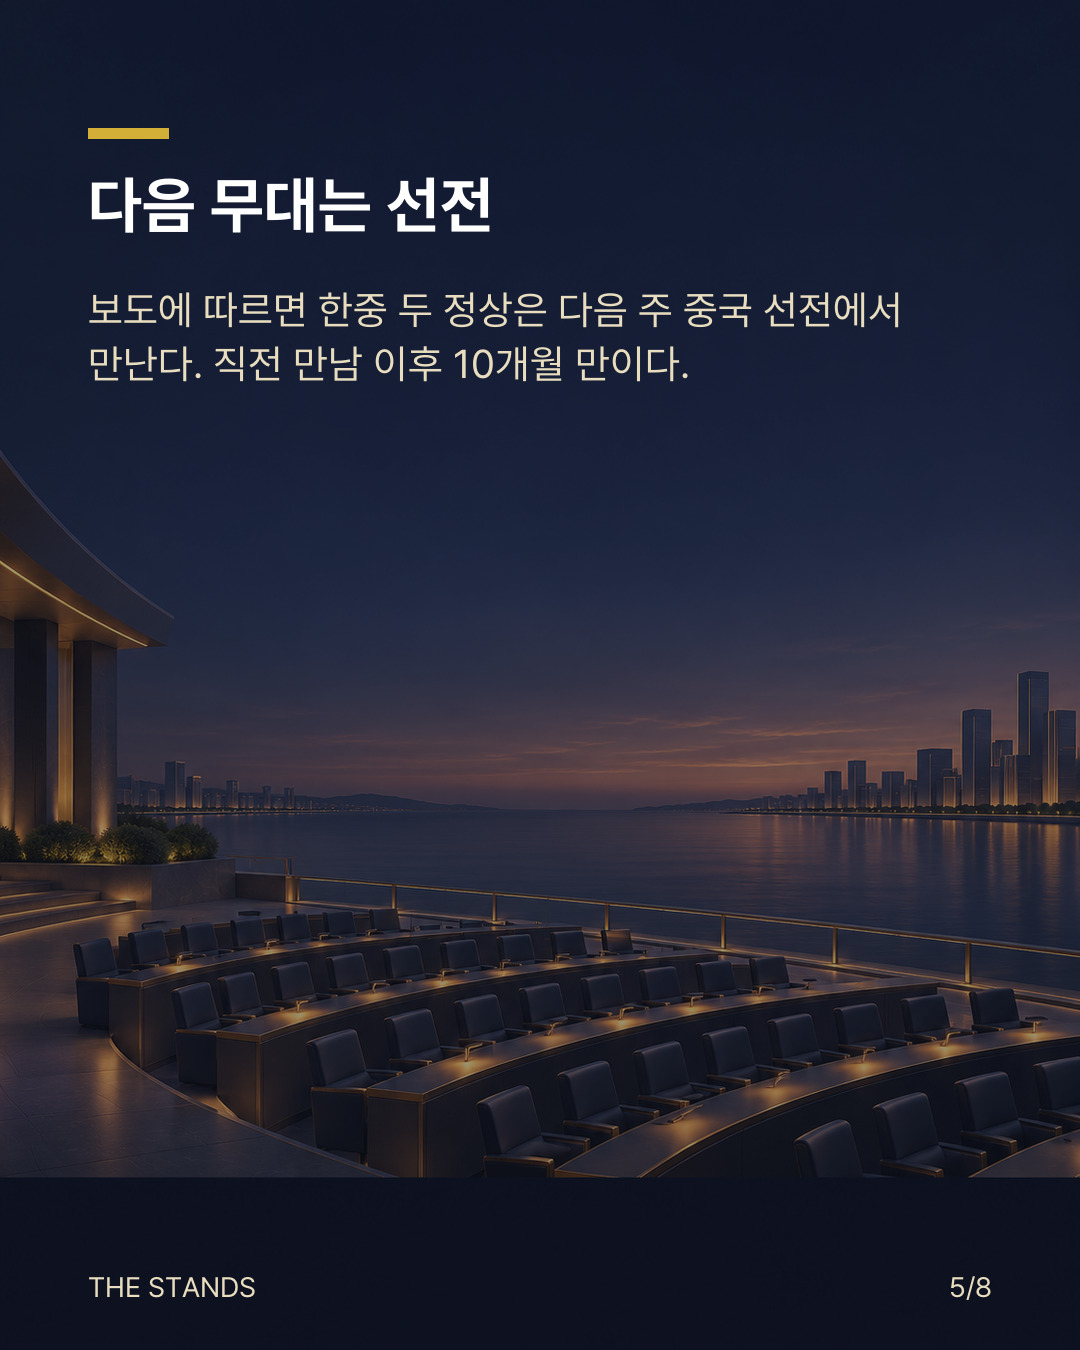 다음 무대는 선전
보도에 따르면 한중 두 정상은 다음 주 중국 선전에서
만난다. 직전 만남 이후 10개월 만이다.
THE STANDS
5/8